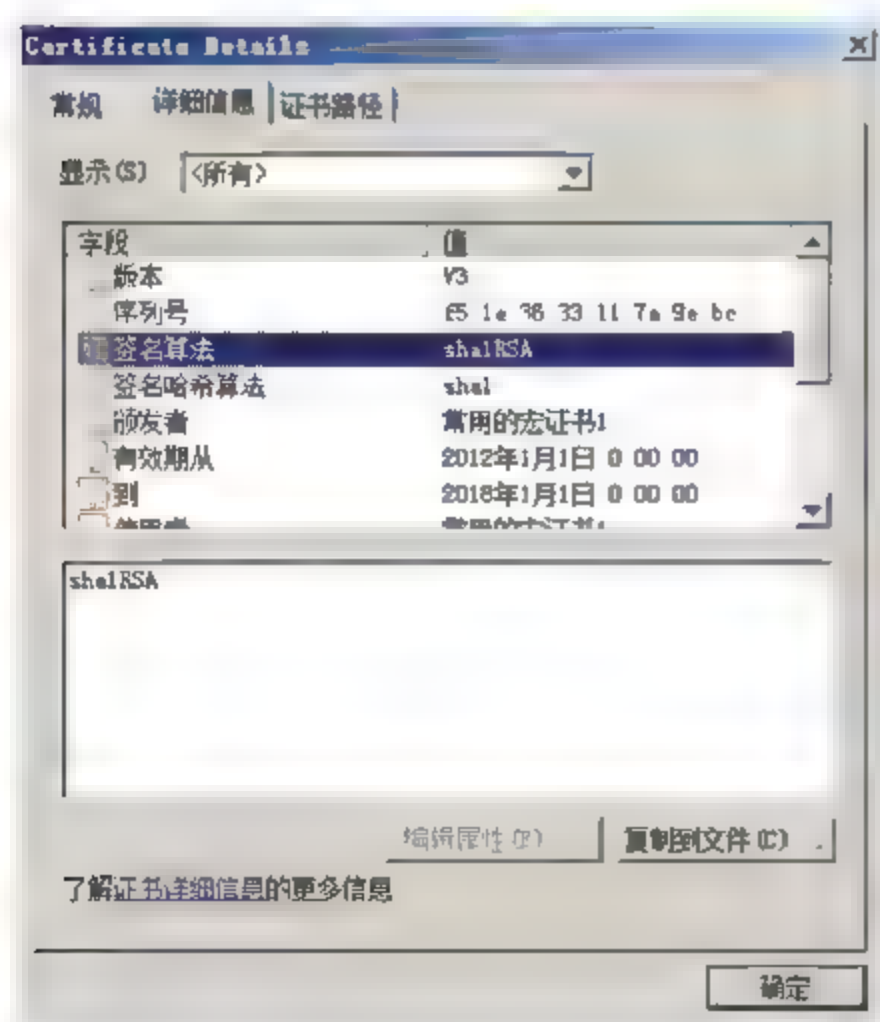 Certificate Details
常规 详细信息 证书路径
显示(S) <所有>
字段 值
版本 V3
序列号
签名算法 sha1RSA
签名哈希算法 sha1
颁发者 常用的宏证书1
有效期从 2012年1月1日 0 00 00
到 2018年1月1日 0 00 00
sha1RSA
编辑属性(P) 复制到文件(C)
了解证书详细信息的更多信息
确定